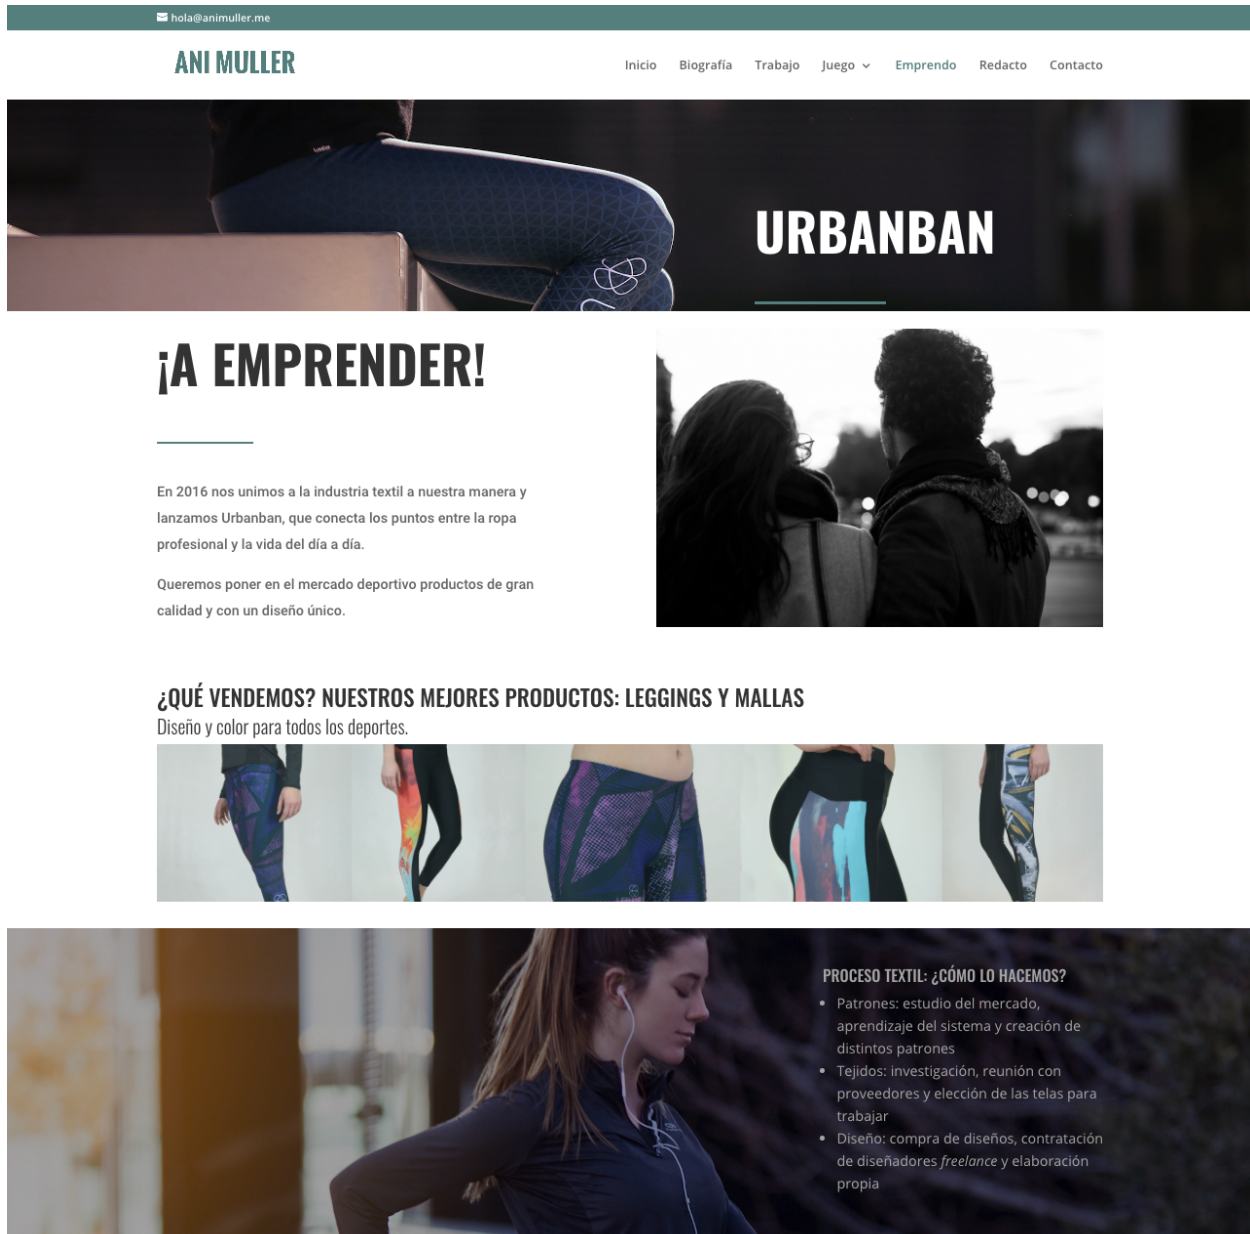 hola@animuller.me
ANI MULLER
Inicio Biografía Trabajo Juego Emprendo Redacto Contacto
URBANBAN
¡A EMPRENDER!
En 2016 nos unimos a la industria textil a nuestra manera y
lanzamos Urbanban, que conecta los puntos entre la ropa
profesional y la vida del día a día.
Queremos poner en el mercado deportivo productos de gran
calidad y con un diseño único.
¿QUÉ VENDEMOS? NUESTROS MEJORES PRODUCTOS: LEGGINGS Y MALLAS
Diseño y color para todos los deportes.
PROCESO TEXTIL: ¿CÓMO LO HACEMOS?
• Patrones: estudio del mercado,
aprendizaje del sistema y creación de
distintos patrones
• Tejidos: investigación, reunión con
proveedores y elección de las telas para
trabajar
• Diseño: compra de diseños, contratación
de diseñadores freelance y elaboración
propia